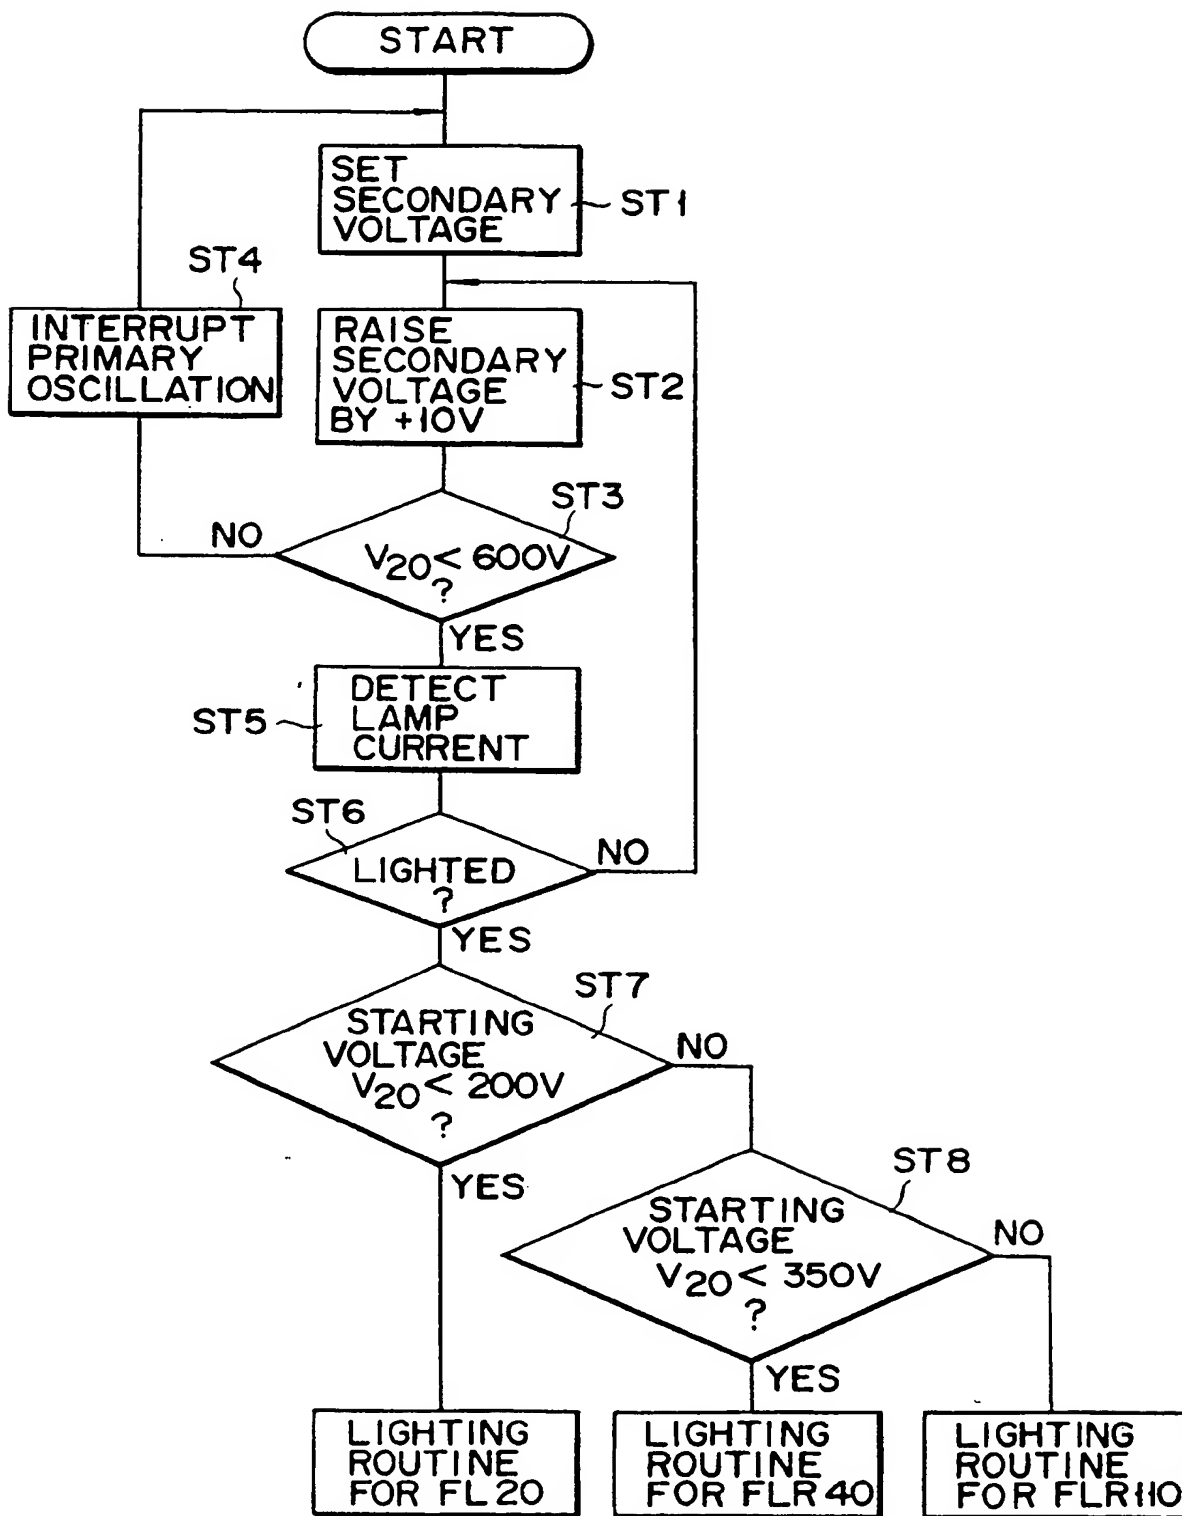 START
SET
SECONDARY
VOLTAGE
ST1
ST4
INTERRUPT
PRIMARY
OSCILLATION
RAISE
SECONDARY
VOLTAGE
BY +10V
ST2
ST3
NO
V20 < 600V
?
YES
DETECT
LAMP
CURRENT
ST5
ST6
LIGHTED
?
NO
YES
ST7
STARTING
VOLTAGE
V20 < 200V
?
NO
YES
ST8
STARTING
VOLTAGE
V20 < 350V
?
NO
YES
LIGHTING
ROUTINE
FOR FL20
LIGHTING
ROUTINE
FOR FLR40
LIGHTING
ROUTINE
FOR FLR110